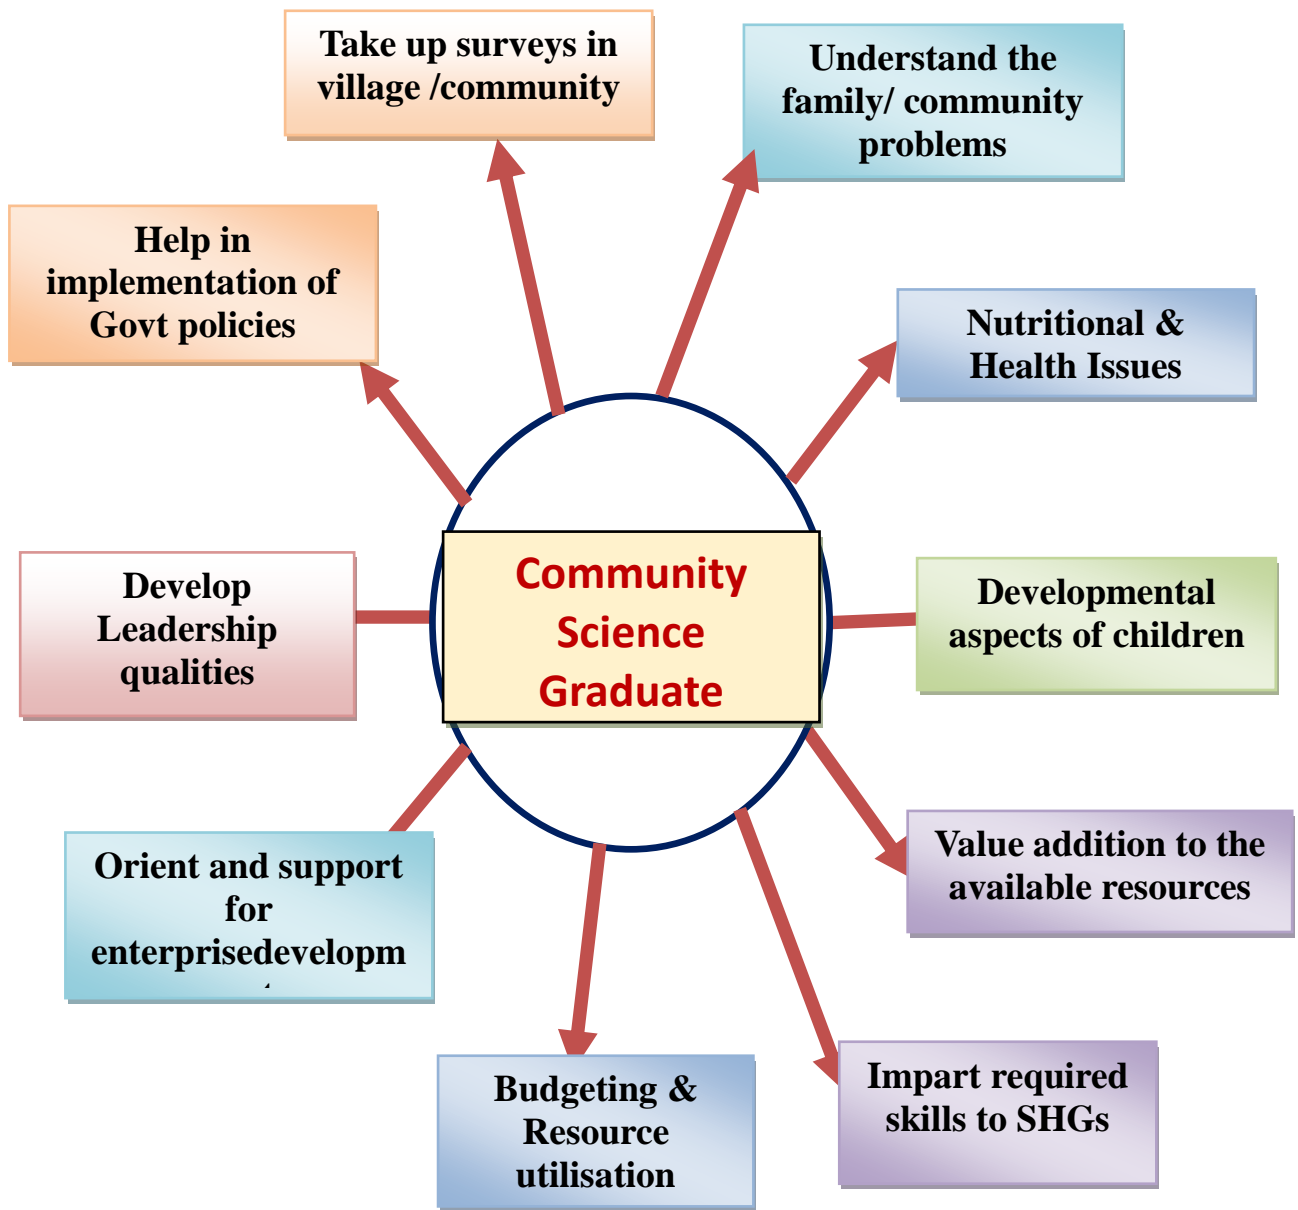 Take up surveys in
village /community
Understand the
family/ community
problems
Help in
implementation of
Govt policies
Nutritional &
Health Issues
Community
Science
Graduate
Develop
Leadership
qualities
Developmental
aspects of children
Orient and support
for
enterprisedevelopm
Value addition to the
available resources
Budgeting &
Resource
utilisation
Impart required
skills to SHGs